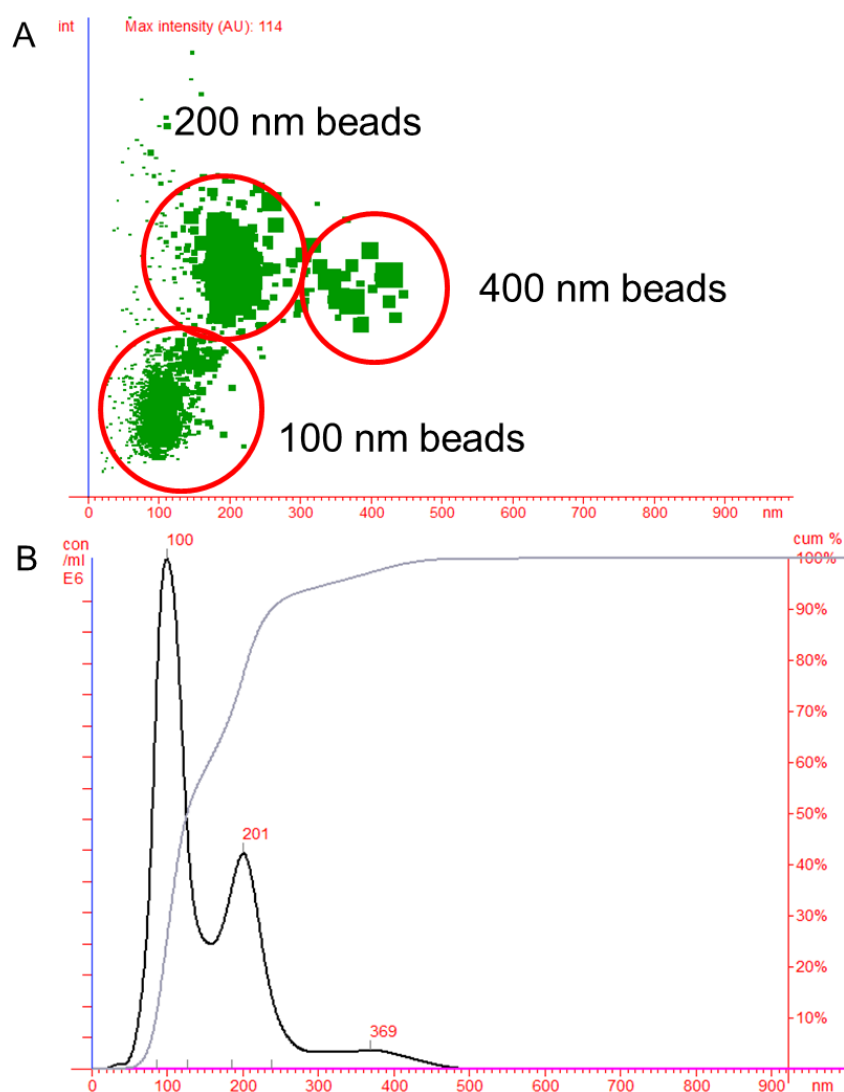 A
int
Max intensity (AU): 114
200 nm beads
400 nm beads
100 nm beads
0 100 200 300 400 500 600 700 800 900 nm
B
con
/ml
E6
100
cum %
100%
90%
80%
70%
60%
50%
40%
30%
20%
10%
201
369
0 100 200 300 400 500 600 700 800 900 nm